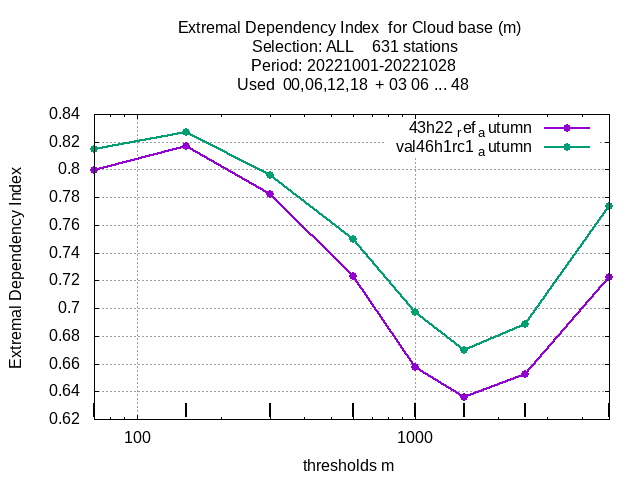 Extremal Dependency Index  for Cloud base (m)
Selection: ALL    631 stations
Period: 20221001-20221028
Used  00,06,12,18  + 03 06 ... 48
43h22 ref a utumn
val46h1rc1 a utumn
Extremal Dependency Index
0.84
0.82
0.8
0.78
0.76
0.74
0.72
0.7
0.68
0.66
0.64
0.62
100
1000
thresholds m